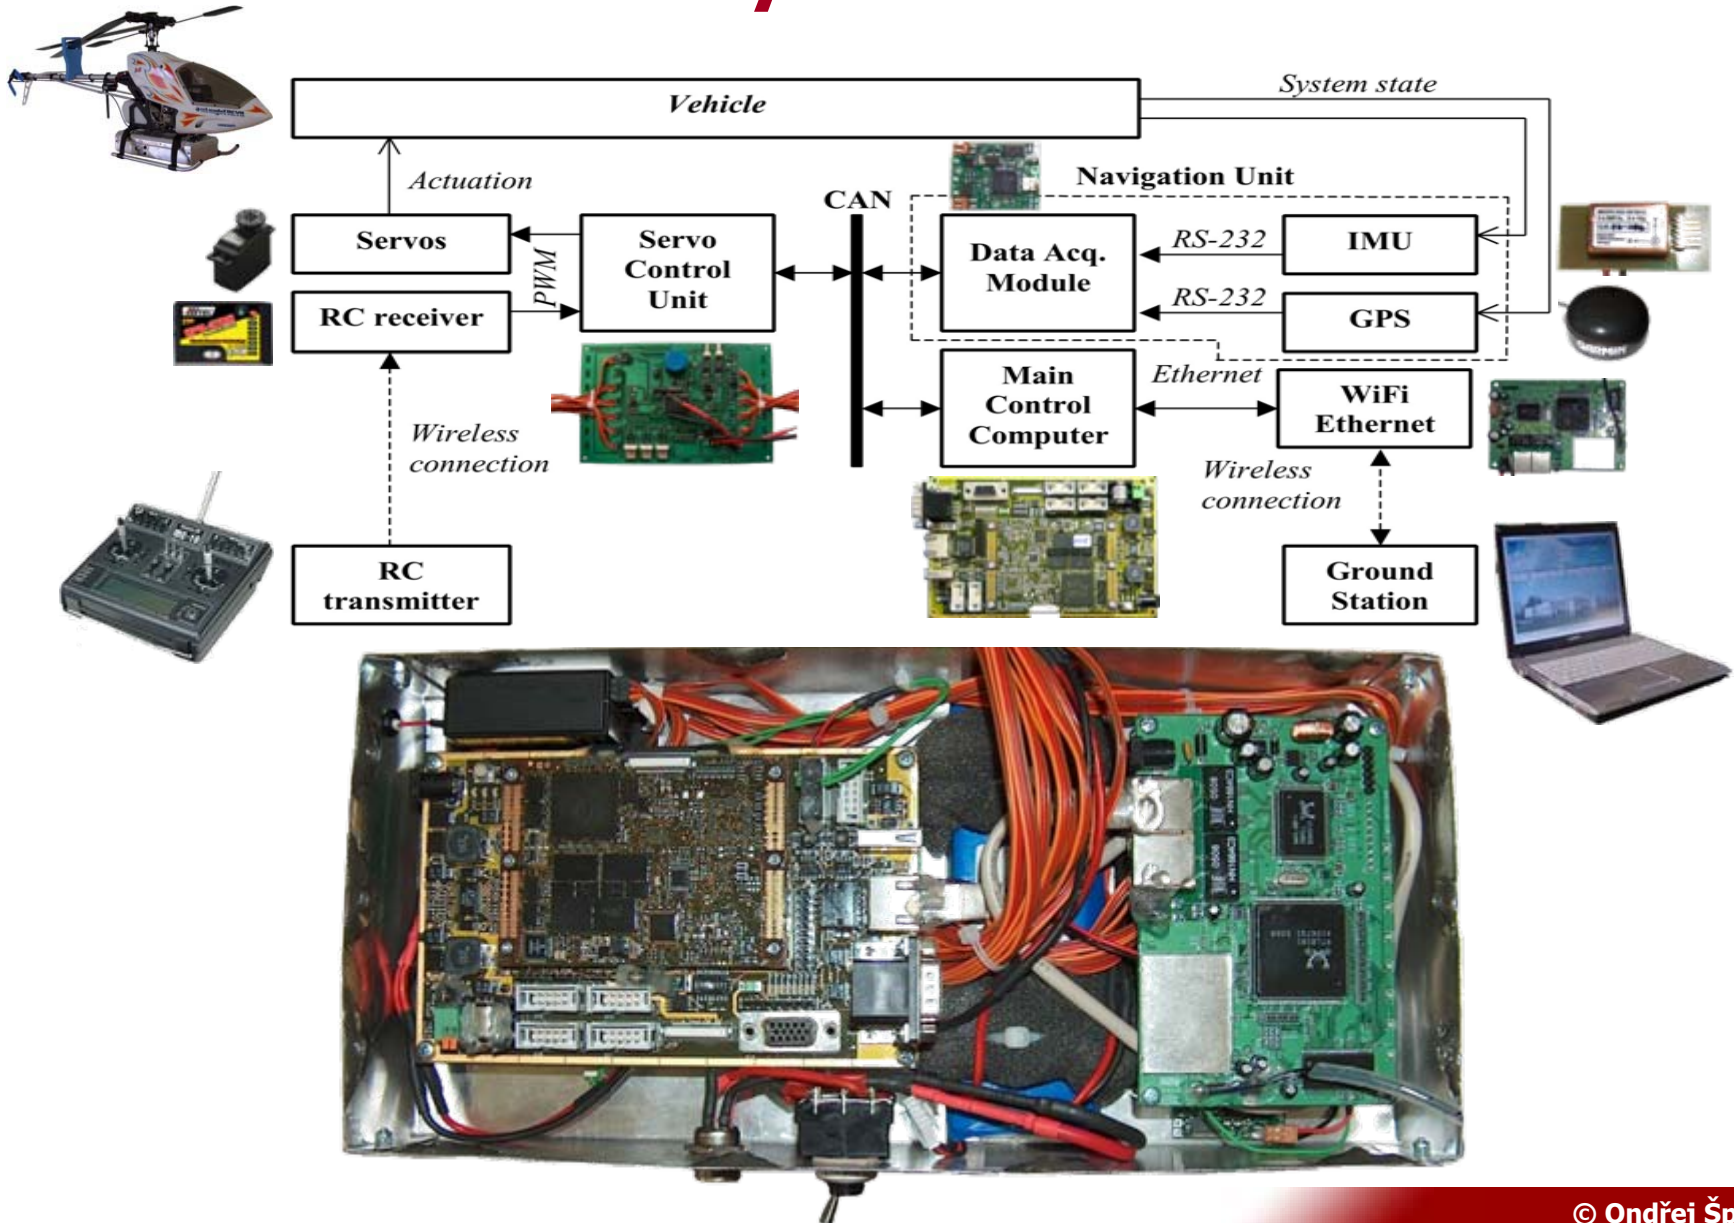 System state
Vehicle
Actuation
Navigation Unit
CAN
Servos
Servo
Control
Unit
Data Acq.
Module
RS-232
IMU
PWM
RC receiver
RS-232
GPS
GARMIN
Main
Control
Computer
Ethernet
WiFi
Ethernet
Wireless
connection
Wireless
connection
RC
transmitter
Ground
Station
© Ondřej Šp